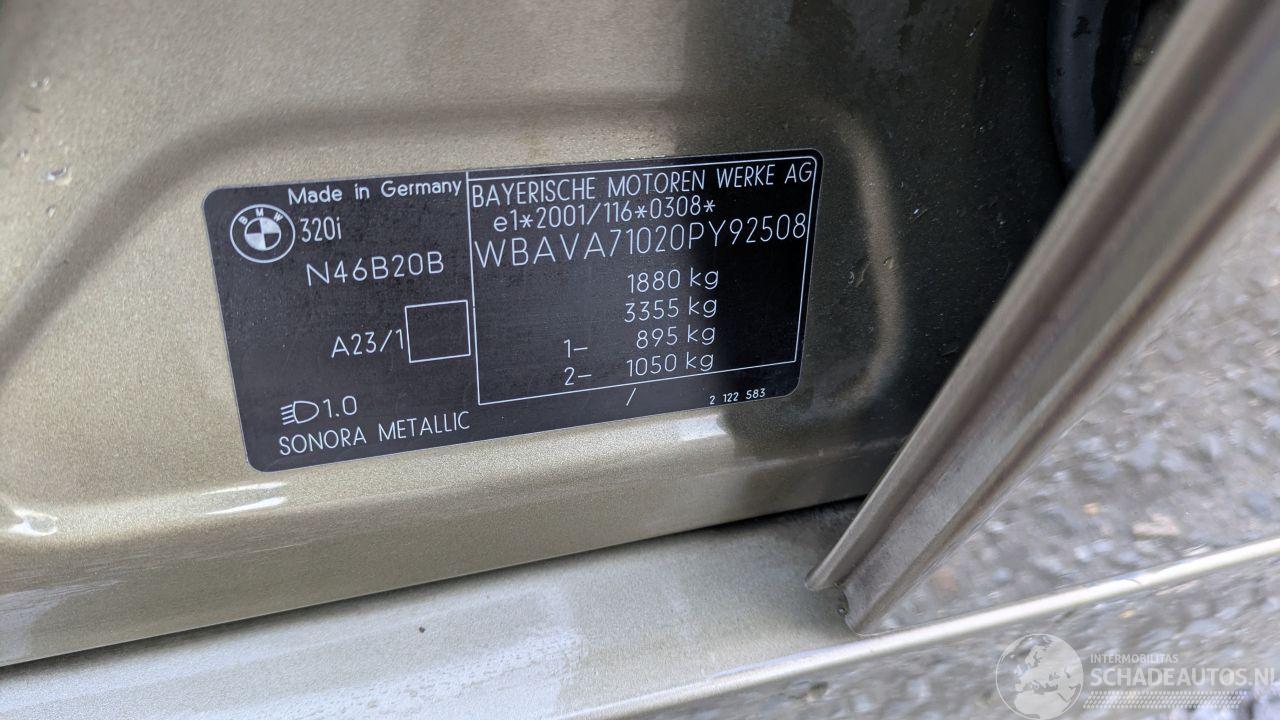 Made in Germany
BMW
320i
N46B20B
A23/1
1.0
SONORA METALLIC
BAYERISCHE MOTOREN WERKE AG
e1*2001/116*0308*
WBAVA71020PY92508
1880 kg
3355 kg
1– 895 kg
2– 1050 kg
/ 2 122 583
INTERMOBILITAS
SCHADEAUTOS.NL